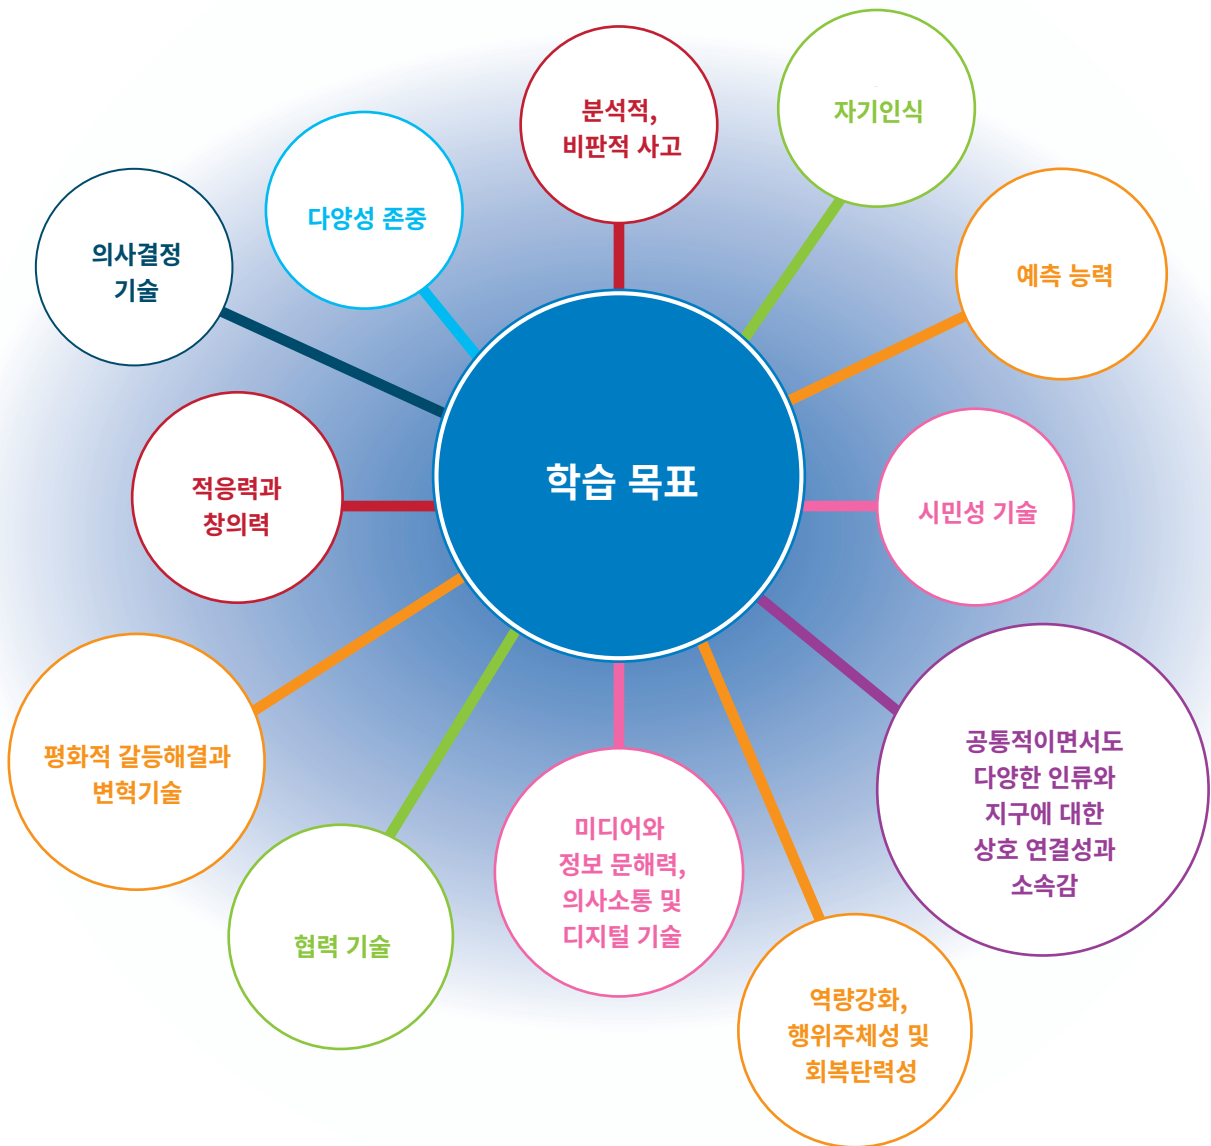 분석적,
비판적 사고
자기인식
다양성 존중
의사결정
기술
예측 능력
학습 목표
적응력과
창의력
시민성 기술
평화적 갈등해결과
변혁기술
공통적이면서도
다양한 인류와
지구에 대한
상호 연결성과
소속감
미디어와
정보 문해력,
의사소통 및
디지털 기술
협력 기술
역량강화,
행위주체성 및
회복탄력성